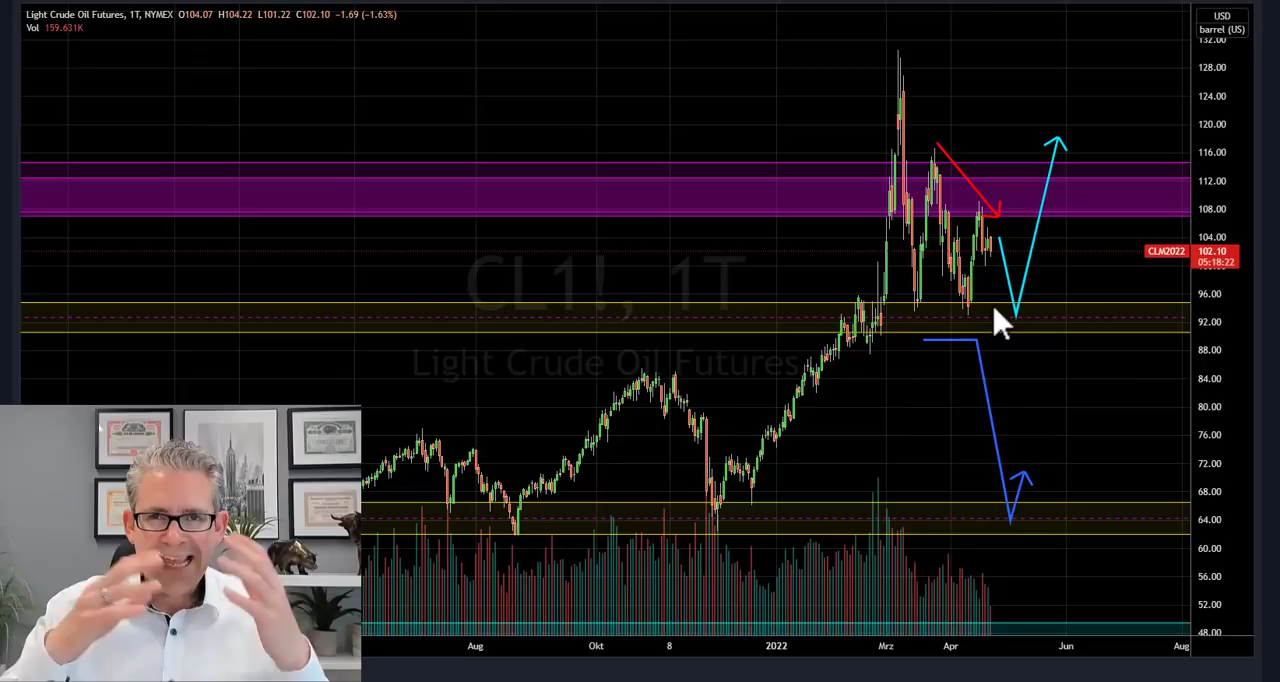 Light Crude Oil Futures, 1T, NYMEX O104.07 H104.22 L101.22 C102.10 −1.69 (−1.63%)
Vol 159.631K
USD
barrel (US)
132.00
128.00
124.00
120.00
116.00
112.00
108.00
104.00
CLM2022 102.10
05:18:22
96.00
92.00
88.00
84.00
80.00
76.00
72.00
68.00
64.00
60.00
56.00
52.00
48.00
CL1!, 1T
Light Crude Oil Futures
Aug Okt 8 2022 Mrz Apr Jun Aug